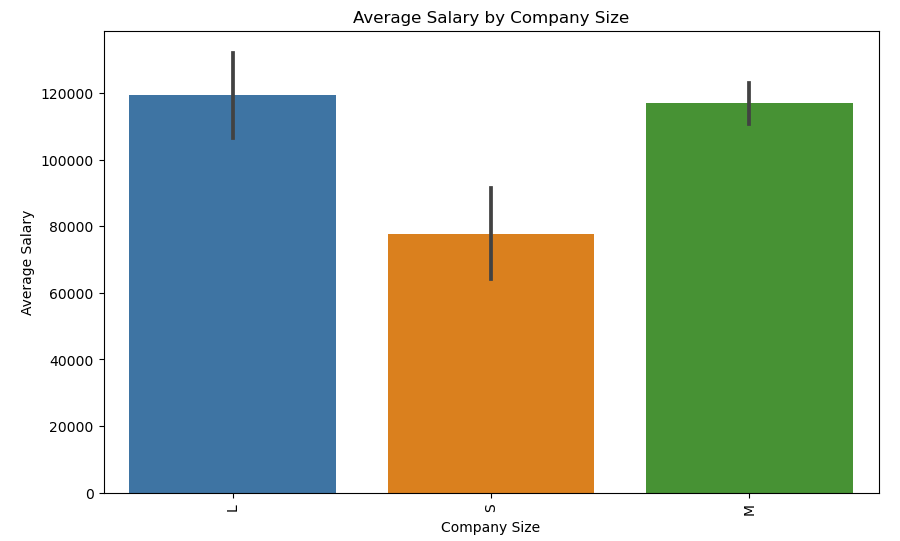 Average Salary by Company Size
Average Salary
120000
100000
80000
60000
40000
20000
0
L
S
M
Company Size